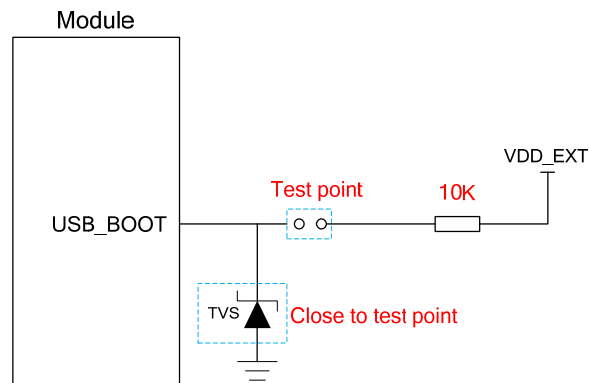 Module
VDD_EXT
Test point
10K
USB_BOOT
TVS
Close to test point